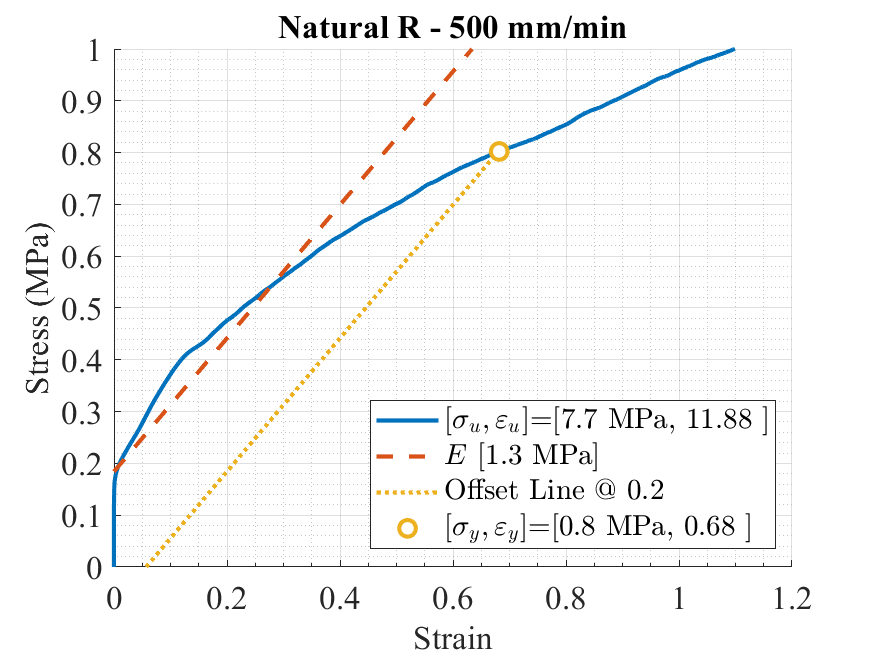 Natural R - 500 mm/min
Stress (MPa)
1
0.9
0.8
0.7
0.6
0.5
0.4
0.3
0.2
0.1
0
[σu, εu]=[7.7 MPa, 11.88 ]
E [1.3 MPa]
Offset Line @ 0.2
[σy, εy]=[0.8 MPa, 0.68 ]
0 0.2 0.4 0.6 0.8 1 1.2
Strain